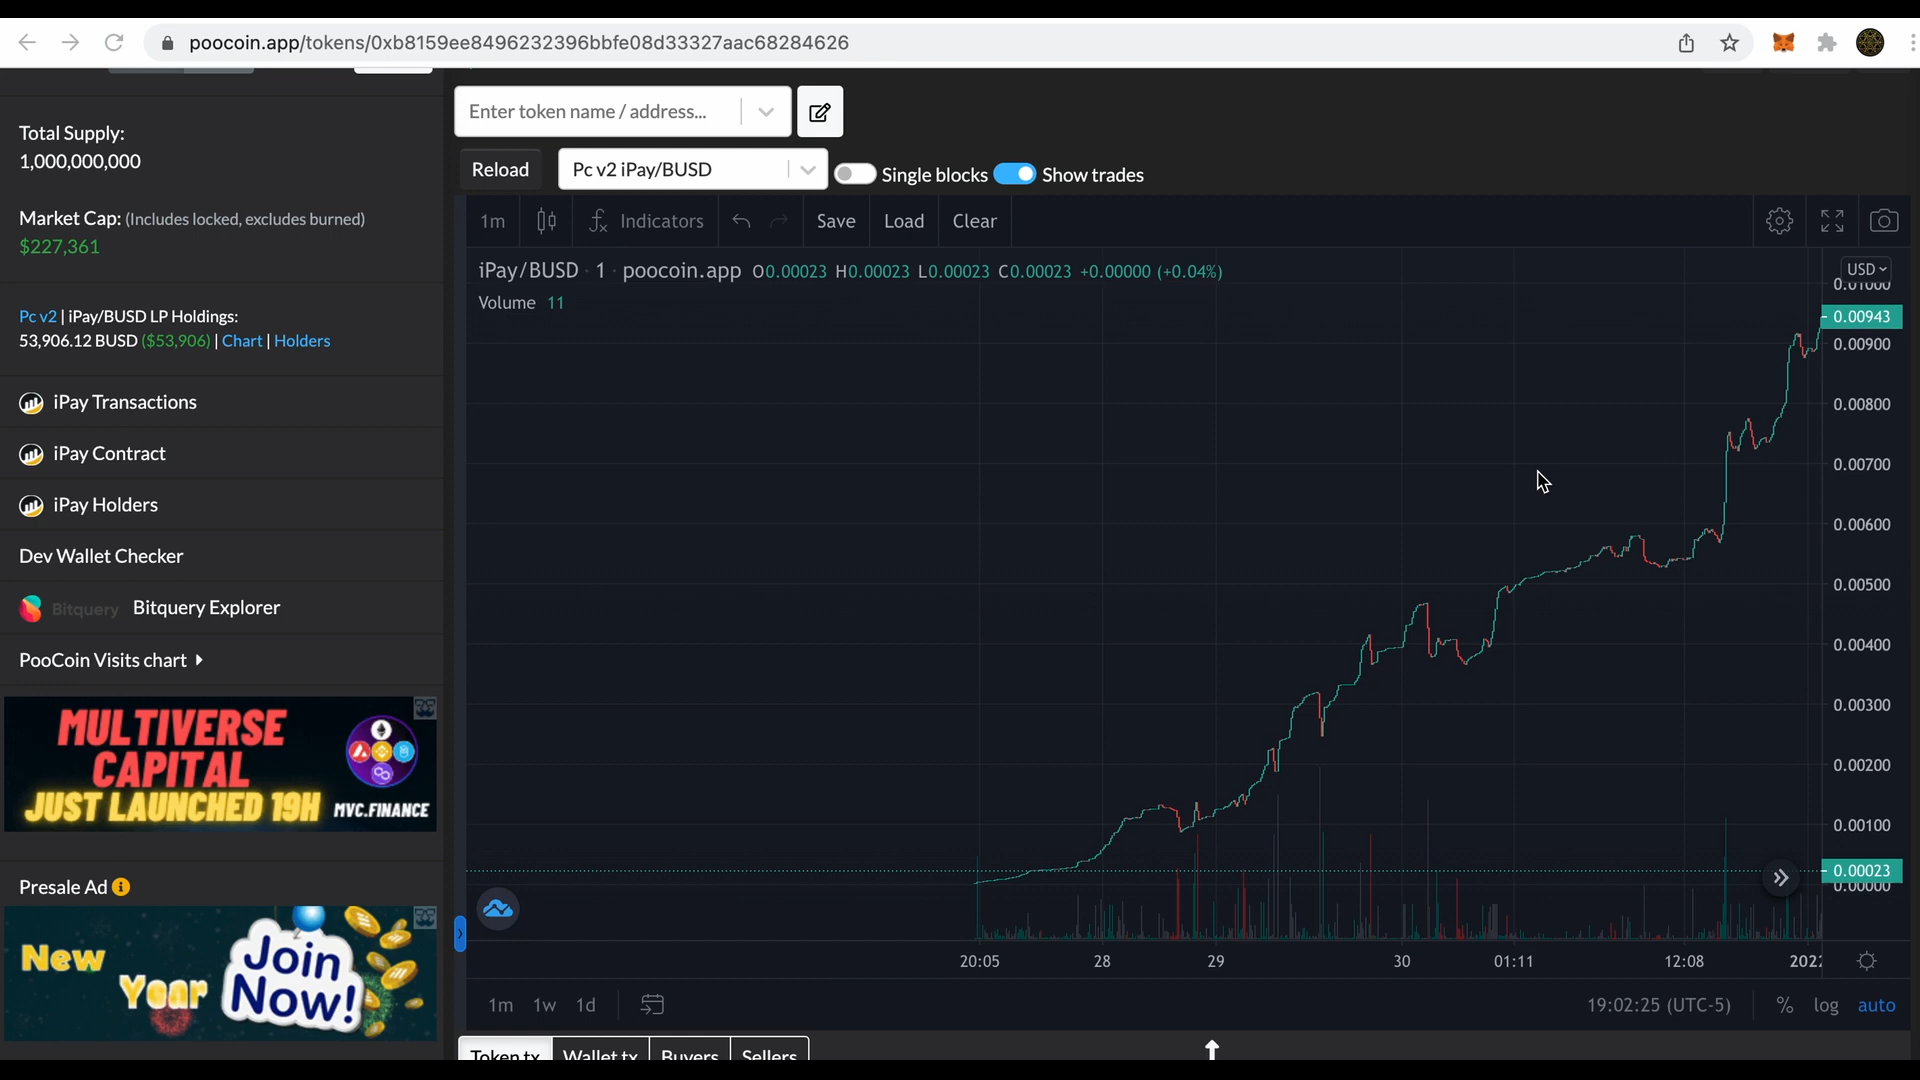 poocoin.app/tokens/0xb8159ee8496232396bbfe08d33327aac68284626
Total Supply:
1,000,000,000
Market Cap: (Includes locked, excludes burned)
$227,361
Pc v2 | iPay/BUSD LP Holdings:
53,906.12 BUSD ($53,906) | Chart | Holders
iPay Transactions
iPay Contract
iPay Holders
Dev Wallet Checker
Bitquery Bitquery Explorer
PooCoin Visits chart
MULTIVERSE
CAPITAL
JUST LAUNCHED 19H MVC.FINANCE
Presale Ad
New
Year
Join
Now!
Enter token name / address...
Reload Pc v2 iPay/BUSD Single blocks Show trades
1m Indicators Save Load Clear
iPay/BUSD · 1 · poocoin.app O0.00023 H0.00023 L0.00023 C0.00023 +0.00000 (+0.04%)
Volume 11
USD
0.01000
0.00943
0.00900
0.00800
0.00700
0.00600
0.00500
0.00400
0.00300
0.00200
0.00100
0.00023
0.00000
20:05 28 29 30 01:11 12:08 2022
1m 1w 1d 19:02:25 (UTC-5) % log auto
Token tx Wallet tx Buyers Sellers